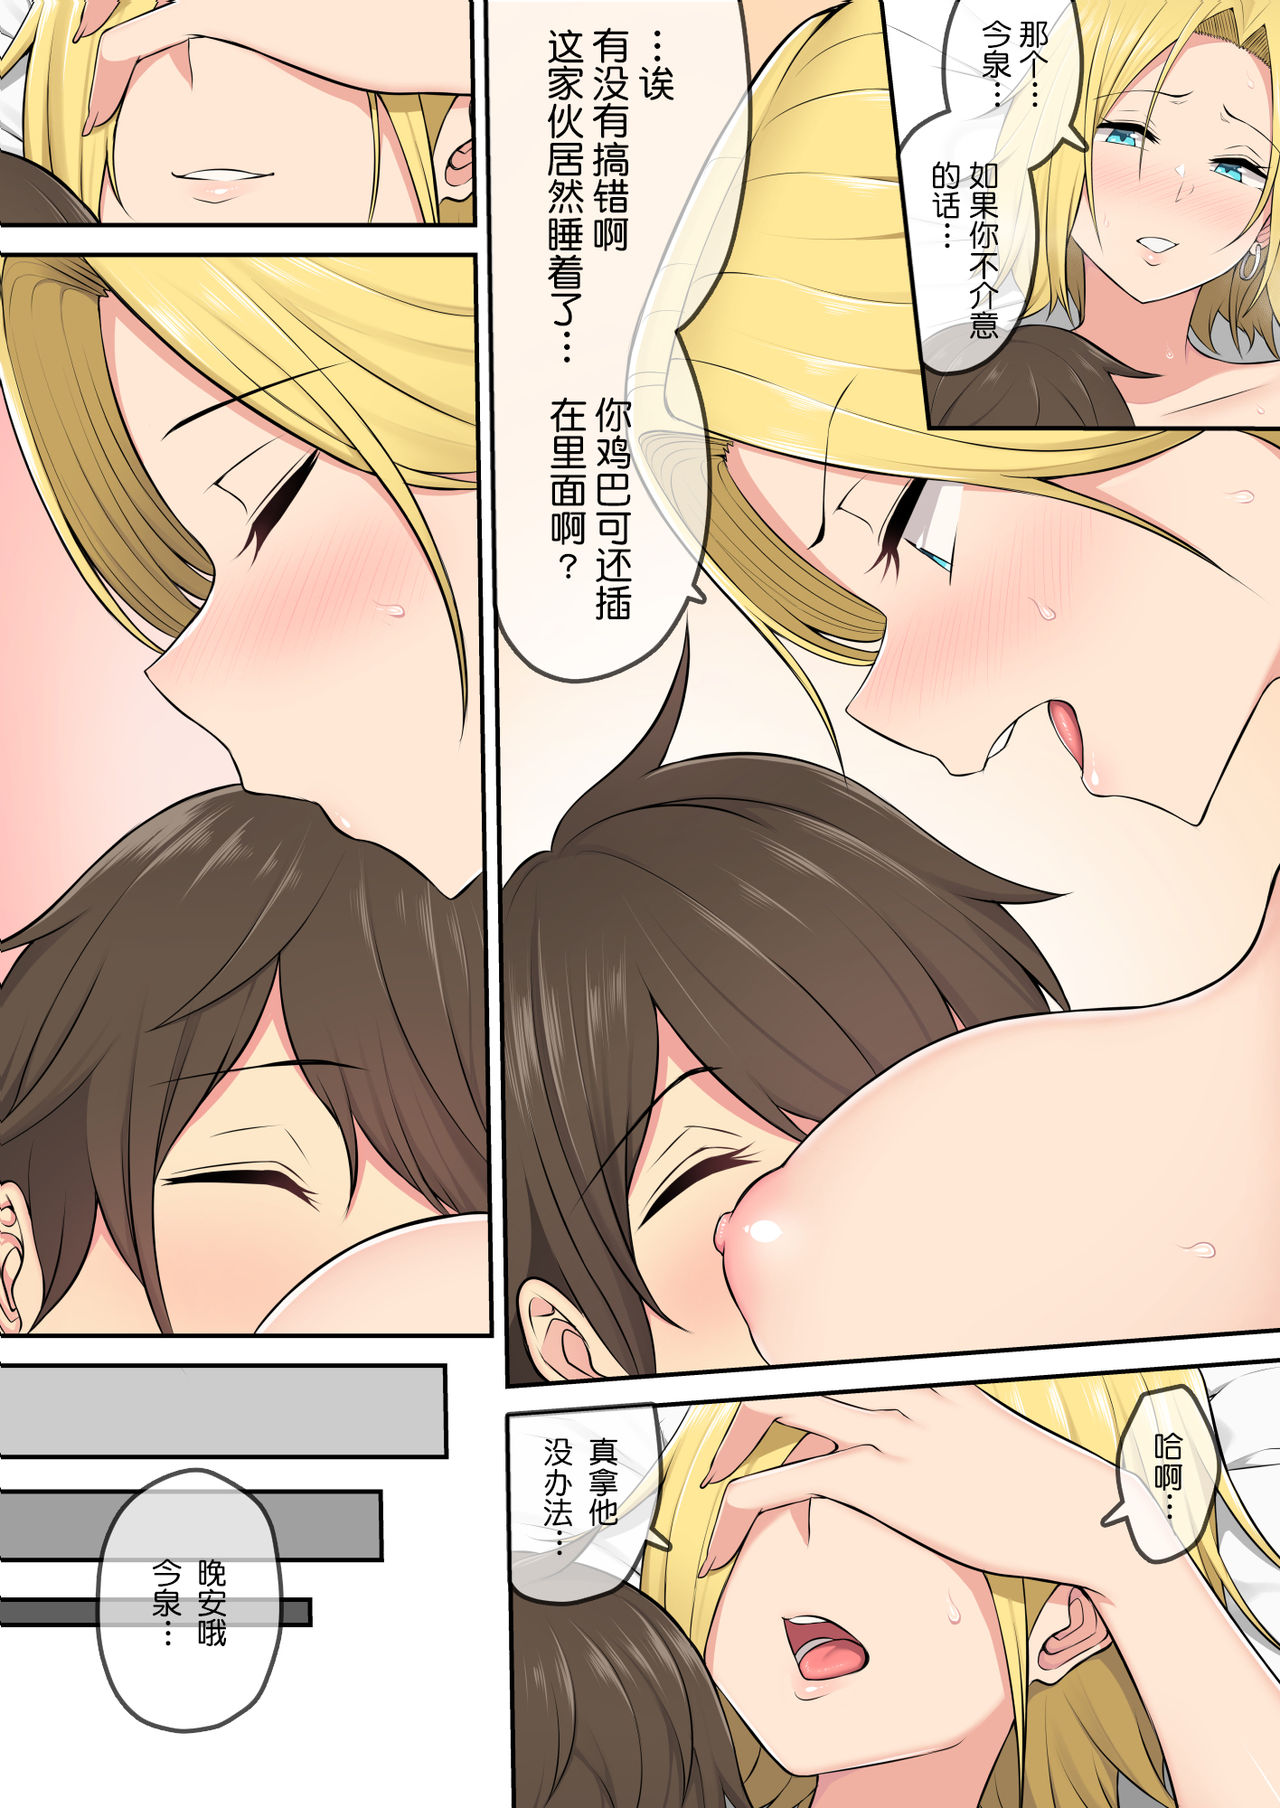 那个…
今泉…
如果你不介意
的话…
…诶
有没有搞错啊
这家伙居然睡着了…
你鸡巴可还插
在里面啊？
哈啊…
真拿他
没办法…
晚安哦
今泉…